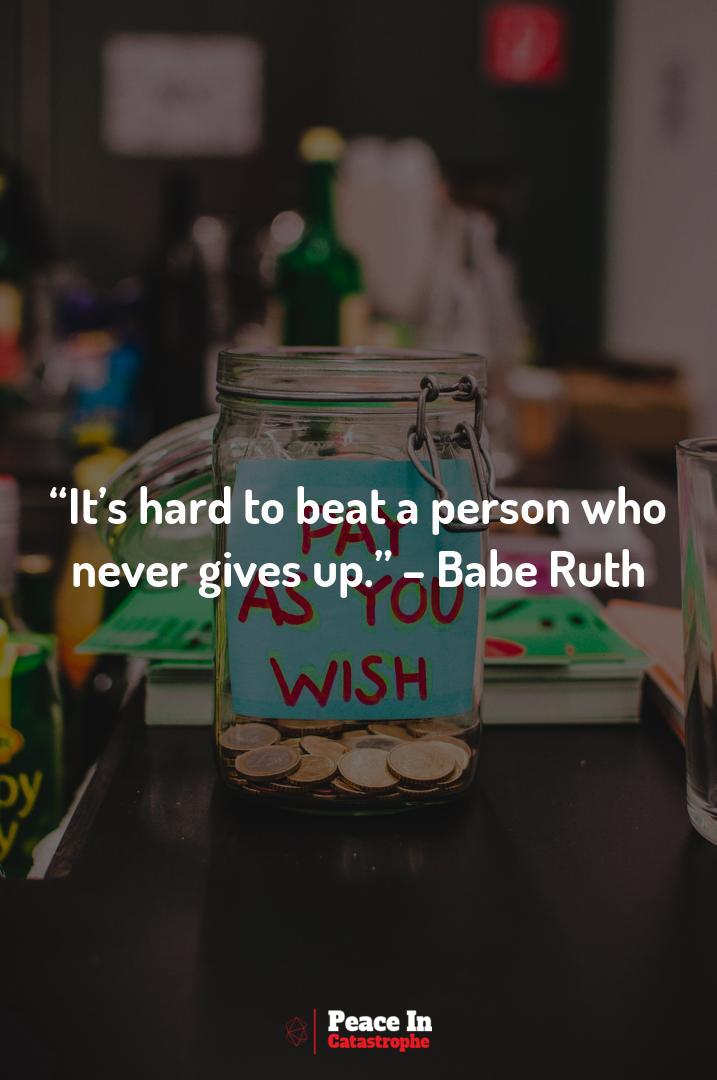 “It’s hard to beat a person who
never gives up.” – Babe Ruth
PAY
AS YOU
WISH
Peace In
Catastrophe